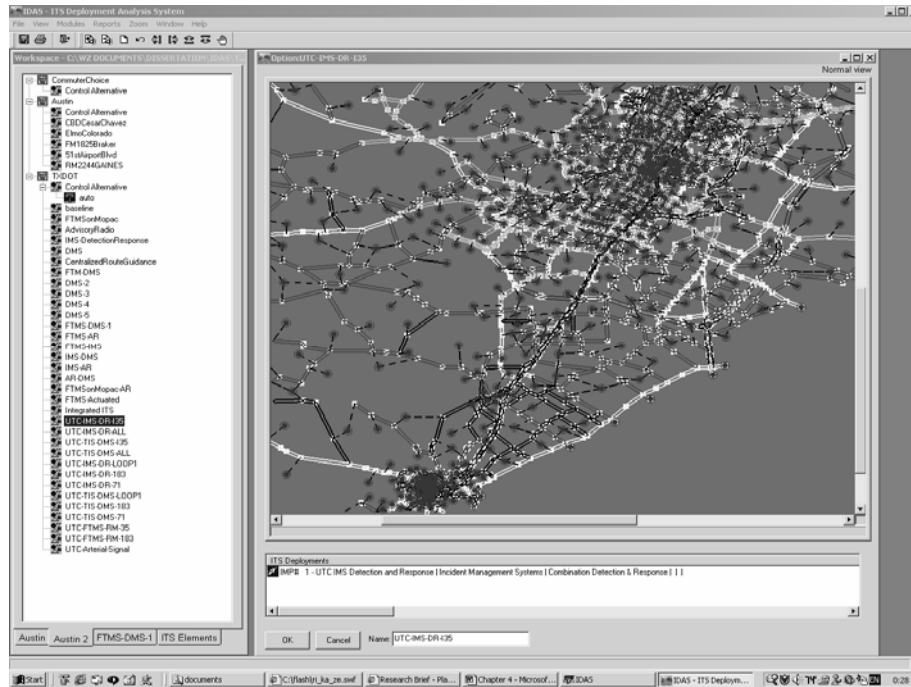 IDAS - ITS Deployment Analysis System
File View Modules Reports Zoom Window Help
Workspace - C:\WZ DOCUMENTS\DISSERTATION\IDAS\T...
CommuterChoice
Control Alternative
Austin
Control Alternative
CBDCesarChavez
ElmoColorado
FM1825Braker
51stAirportBlvd
RM2244GAINES
TXDOT
Control Alternative
auto
baseline
FTMSonMopac
AdvisoryRadio
IMS-DetectionResponse
DMS
CentralizedRouteGuidance
FTM-DMS
DMS-2
DMS-3
DMS-4
DMS-5
FTMS-DMS-1
FTMS-AR
FTMS-IMS
IMS-DMS
IMS-AR
AR-DMS
FTMSonMopac-AR
FTMS-Actuated
Integrated ITS
UTC-IMS-DR-I35
UTC-IMS-DR-ALL
UTC-TIS-DMS-I35
UTC-TIS-DMS-ALL
UTC-IMS-DR-LOOP1
UTC-IMS-DR-183
UTC-IMS-DR-71
UTC-TIS-DMS-LOOP1
UTC-TIS-DMS-183
UTC-TIS-DMS-71
UTC-FTMS-RM-35
UTC-FTMS-RM-183
UTC-Arterial-Signal
Austin Austin 2 FTMS-DMS-1 ITS Elements
Option:UTC-IMS-DR-I35
Normal view
ITS Deployments
IMP# 1 - UTC IMS Detection and Response | Incident Management Systems | Combination Detection & Response | | |
OK Cancel Name: UTC-IMS-DR-I35
Start documents C:\flash\ri_ka_ze.swf Research Brief - Pla... Chapter 4 - Microsof... IDAS IDAS - ITS Deploym... EN 0:28